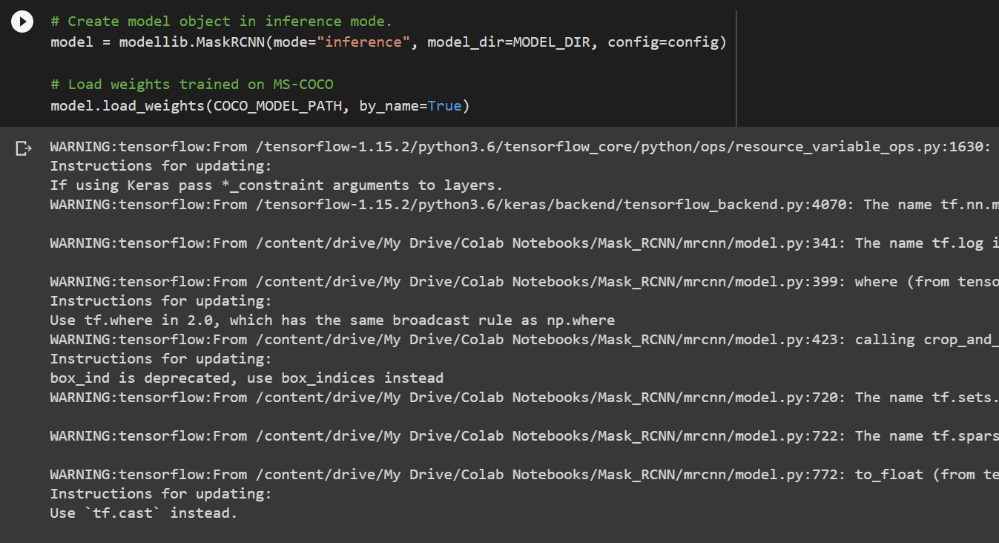 # Create model object in inference mode.
model = modellib.MaskRCNN(mode="inference", model_dir=MODEL_DIR, config=config)
# Load weights trained on MS-COCO
model.load_weights(COCO_MODEL_PATH, by_name=True)
WARNING:tensorflow:From /tensorflow-1.15.2/python3.6/tensorflow_core/python/ops/resource_variable_ops.py:1630:
Instructions for updating:
If using Keras pass *_constraint arguments to layers.
WARNING:tensorflow:From /tensorflow-1.15.2/python3.6/keras/backend/tensorflow_backend.py:4070: The name tf.nn.m
WARNING:tensorflow:From /content/drive/My Drive/Colab Notebooks/Mask_RCNN/mrcnn/model.py:341: The name tf.log i
WARNING:tensorflow:From /content/drive/My Drive/Colab Notebooks/Mask_RCNN/mrcnn/model.py:399: where (from tenso
Instructions for updating:
Use tf.where in 2.0, which has the same broadcast rule as np.where
WARNING:tensorflow:From /content/drive/My Drive/Colab Notebooks/Mask_RCNN/mrcnn/model.py:423: calling crop_and_
Instructions for updating:
box_ind is deprecated, use box_indices instead
WARNING:tensorflow:From /content/drive/My Drive/Colab Notebooks/Mask_RCNN/mrcnn/model.py:720: The name tf.sets.
WARNING:tensorflow:From /content/drive/My Drive/Colab Notebooks/Mask_RCNN/mrcnn/model.py:722: The name tf.spars
WARNING:tensorflow:From /content/drive/My Drive/Colab Notebooks/Mask_RCNN/mrcnn/model.py:772: to_float (from te
Instructions for updating:
Use `tf.cast` instead.